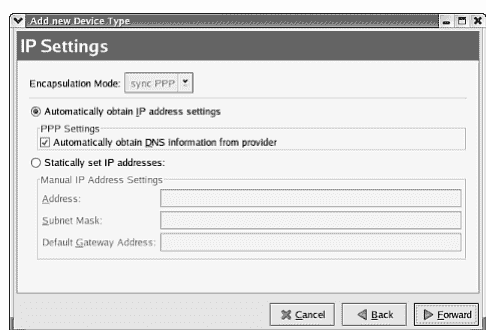 Add new Device Type
IP Settings
Encapsulation Mode: sync PPP
Automatically obtain IP address settings
PPP Settings
Automatically obtain DNS information from provider
Statically set IP addresses:
Manual IP Address Settings
Address:
Subnet Mask:
Default Gateway Address:
Cancel Back Forward